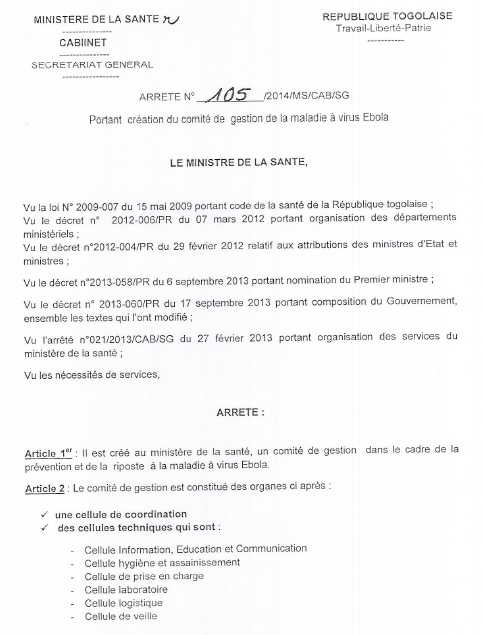 MINISTERE DE LA SANTE
REPUBLIQUE TOGOLAISE
Travail-Liberté-Patrie
CABIINET
SECRETARIAT GENERAL
ARRETE N° 105 /2014/MS/CAB/SG
Portant création du comité de gestion de la maladie à virus Ebola
LE MINISTRE DE LA SANTE,
Vu la loi N° 2009-007 du 15 mai 2009 portant code de la santé de la République togolaise ;
Vu le décret n° 2012-006/PR du 07 mars 2012 portant organisation des départements
ministériels ;
Vu le décret n°2012-004/PR du 29 février 2012 relatif aux attributions des ministres d'Etat et
ministres ;
Vu le décret n°2013-058/PR du 6 septembre 2013 portant nomination du Premier ministre ;
Vu le décret n° 2013-060/PR du 17 septembre 2013 portant composition du Gouvernement,
ensemble les textes qui l'ont modifié ;
Vu l'arrêté n°021/2013/CAB/SG du 27 février 2013 portant organisation des services du
ministère de la santé ;
Vu les nécessités de services,
ARRETE :
Article 1er : Il est créé au ministère de la santé, un comité de gestion dans le cadre de la
prévention et de la riposte à la maladie à virus Ebola.
Article 2 : Le comité de gestion est constitué des organes ci après :
✓ une cellule de coordination
✓ des cellules techniques qui sont :
- Cellule Information, Education et Communication
- Cellule hygiène et assainissement
- Cellule de prise en charge
- Cellule laboratoire
- Cellule logistique
- Cellule de veille